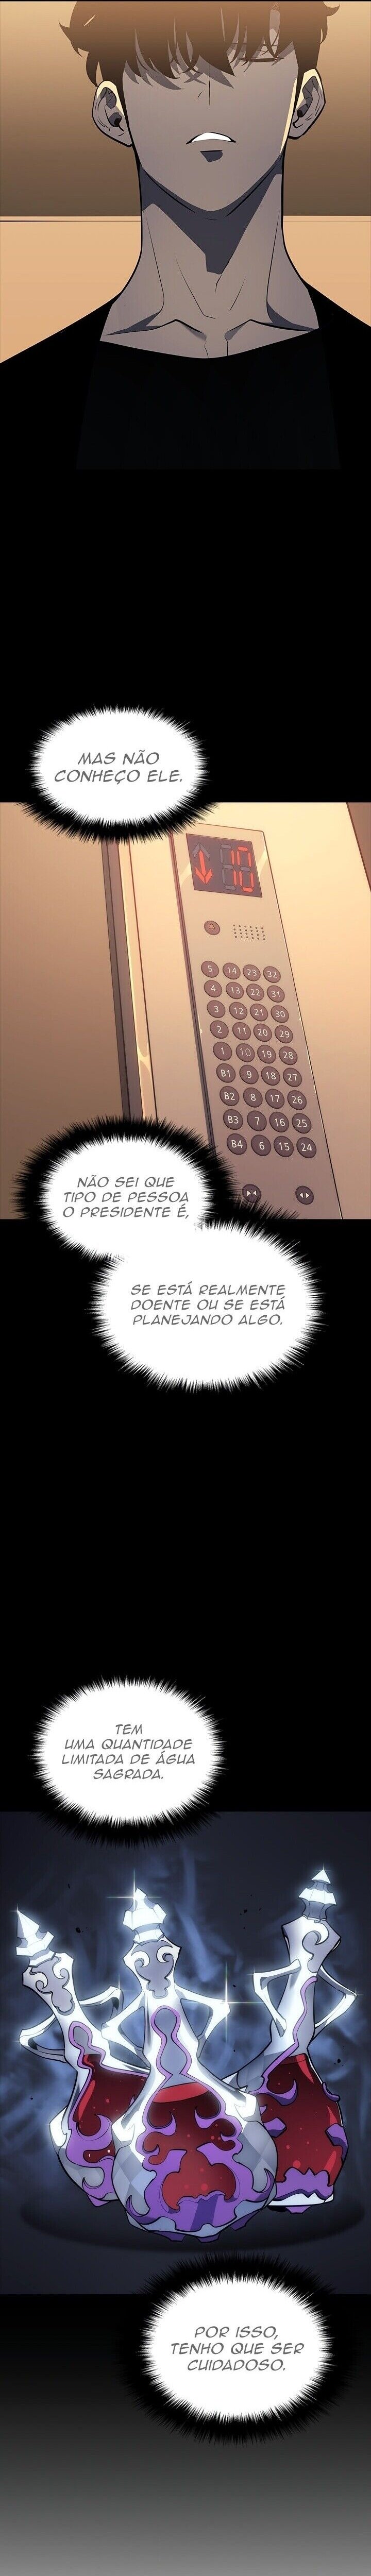 MAS NÃO
CONHEÇO ELE.
10
5 14 23 32
4 13 22 31
3 12 21 30
2 11 20 29
1 10 19 28
B1 9 18 27
B2 8 17 26
B3 7 16 25
B4 6 15 24
NÃO SEI QUE
TIPO DE PESSOA
O PRESIDENTE É,
SE ESTÁ REALMENTE
DOENTE OU SE ESTÁ
PLANEJANDO ALGO.
TEM
UMA QUANTIDADE
LIMITADA DE ÁGUA
SAGRADA.
POR ISSO,
TENHO QUE SER
CUIDADOSO.